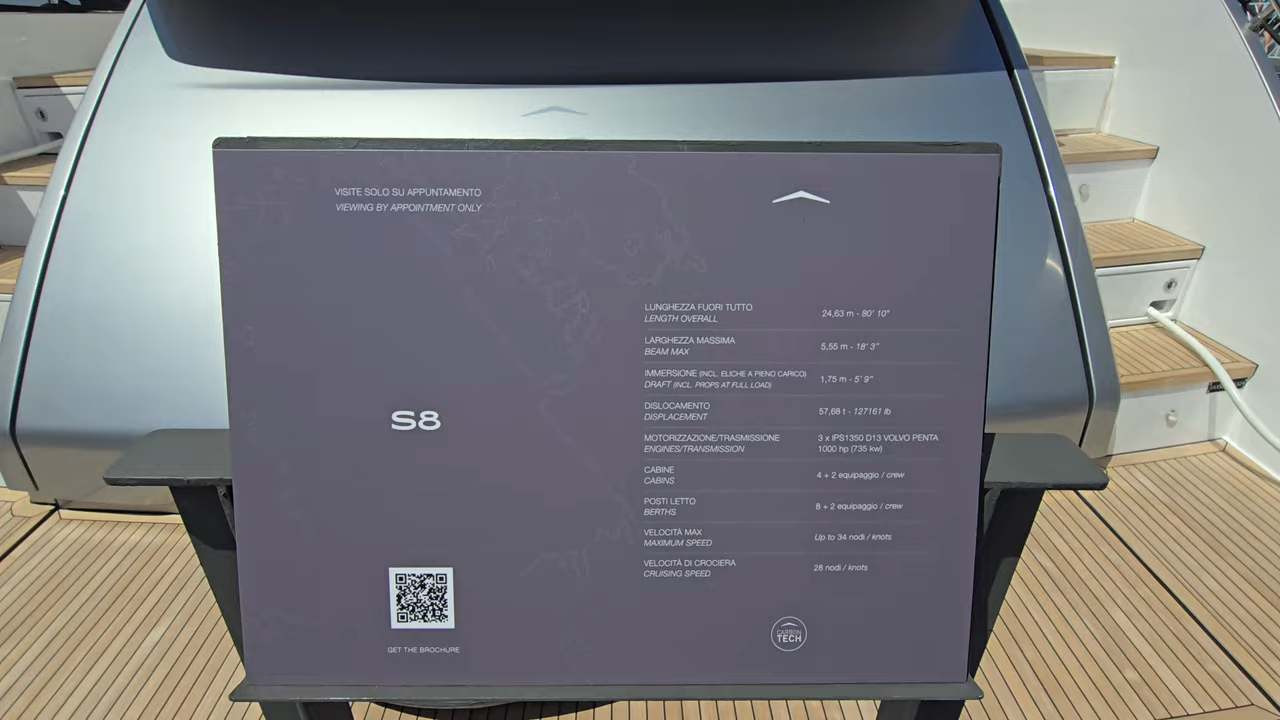 VISITE SOLO SU APPUNTAMENTO
VIEWING BY APPOINTMENT ONLY
S8
LUNGHEZZA FUORI TUTTO
LENGTH OVERALL
24,63 m - 80' 10"
LARGHEZZA MASSIMA
BEAM MAX
5,55 m - 18' 3"
IMMERSIONE (INCL. ELICHE A PIENO CARICO)
DRAFT (INCL. PROPS AT FULL LOAD)
1,75 m - 5' 9"
DISLOCAMENTO
DISPLACEMENT
57,68 t - 127161 lb
MOTORIZZAZIONE/TRASMISSIONE
ENGINES/TRANSMISSION
3 x IPS1350 D13 VOLVO PENTA
1000 hp (735 kw)
CABINE
CABINS
4 + 2 equipaggio / crew
POSTI LETTO
BERTHS
8 + 2 equipaggio / crew
VELOCITÀ MAX
MAXIMUM SPEED
Up to 34 nodi / knots
VELOCITÀ DI CROCIERA
CRUISING SPEED
28 nodi / knots
GET THE BROCHURE
CARBON
TECH